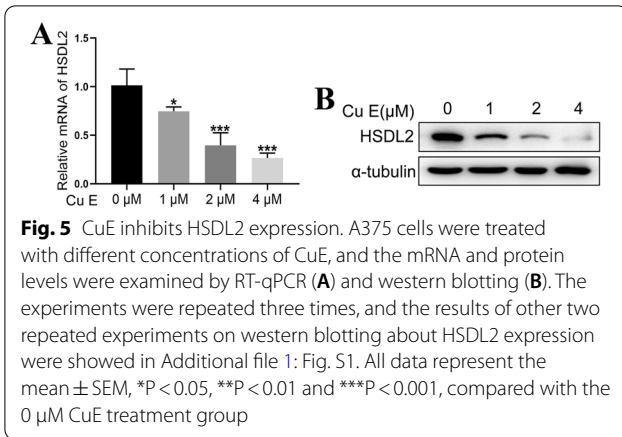 A
Relative mRNA of HSDL2
1.5
1.0
0.5
0.0
*
***
***
Cu E 0 μM 1 μM 2 μM 4 μM
B
Cu E(μM) 0 1 2 4
HSDL2
α-tubulin
Fig. 5 CuE inhibits HSDL2 expression. A375 cells were treated
with different concentrations of CuE, and the mRNA and protein
levels were examined by RT-qPCR (A) and western blotting (B). The
experiments were repeated three times, and the results of other two
repeated experiments on western blotting about HSDL2 expression
were showed in Additional file 1: Fig. S1. All data represent the
mean ± SEM, *P < 0.05, **P < 0.01 and ***P < 0.001, compared with the
0 μM CuE treatment group